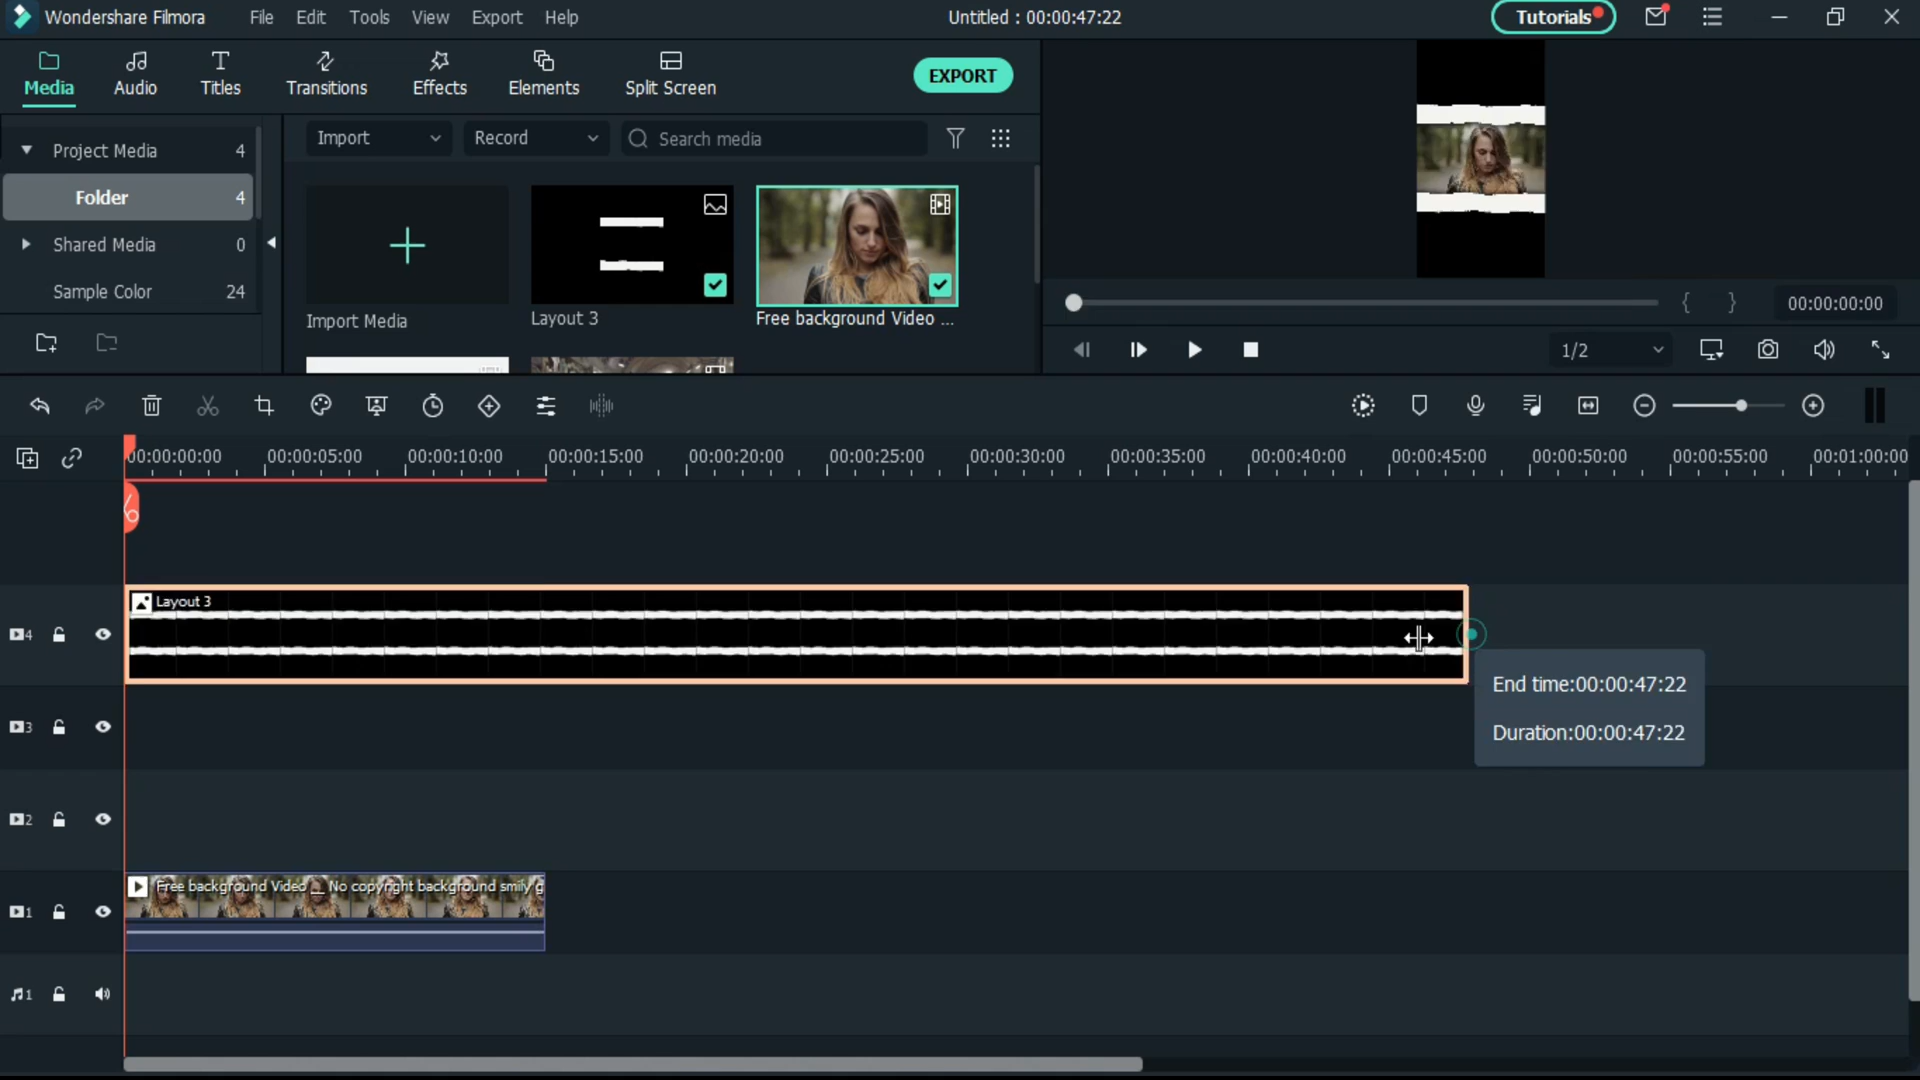 Wondershare Filmora File Edit Tools View Export Help Untitled : 00:00:47:22 Tutorials
Media Audio Titles Transitions Effects Elements Split Screen EXPORT
Project Media 4
Folder 4
Shared Media 0
Sample Color 24
Import Record Search media
Import Media
Layout 3
Free background Video ...
00:00:00:00
1/2
00:00:00:00 00:00:05:00 00:00:10:00 00:00:15:00 00:00:20:00 00:00:25:00 00:00:30:00 00:00:35:00 00:00:40:00 00:00:45:00 00:00:50:00 00:00:55:00 00:01:00:00
Layout 3
4
End time:00:00:47:22
Duration:00:00:47:22
3
2
Free background Video _ No copyright background smily g
1
1